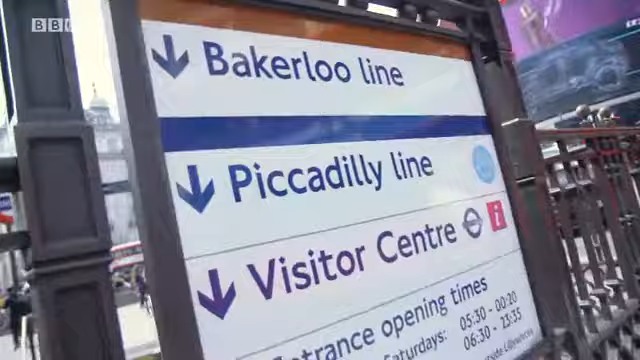 BBC
Bakerloo line
Piccadilly line
Visitor Centre i
Entrance opening times
Saturdays: 05:30 - 00:20
06:30 - 23:35